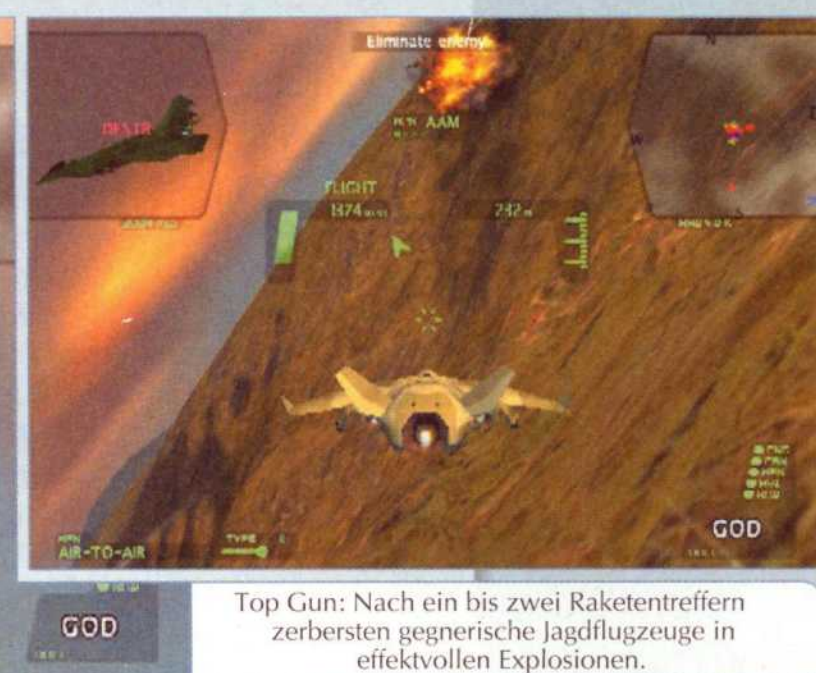 Eliminate enemy
N
DESTR
AAM
W
E
S
FLIGHT
1374
232 m
AIR-TO-AIR
TYPE
GOD
GOD
Top Gun: Nach ein bis zwei Raketentreffern
zerbersten gegnerische Jagdflugzeuge in
effektvollen Explosionen.